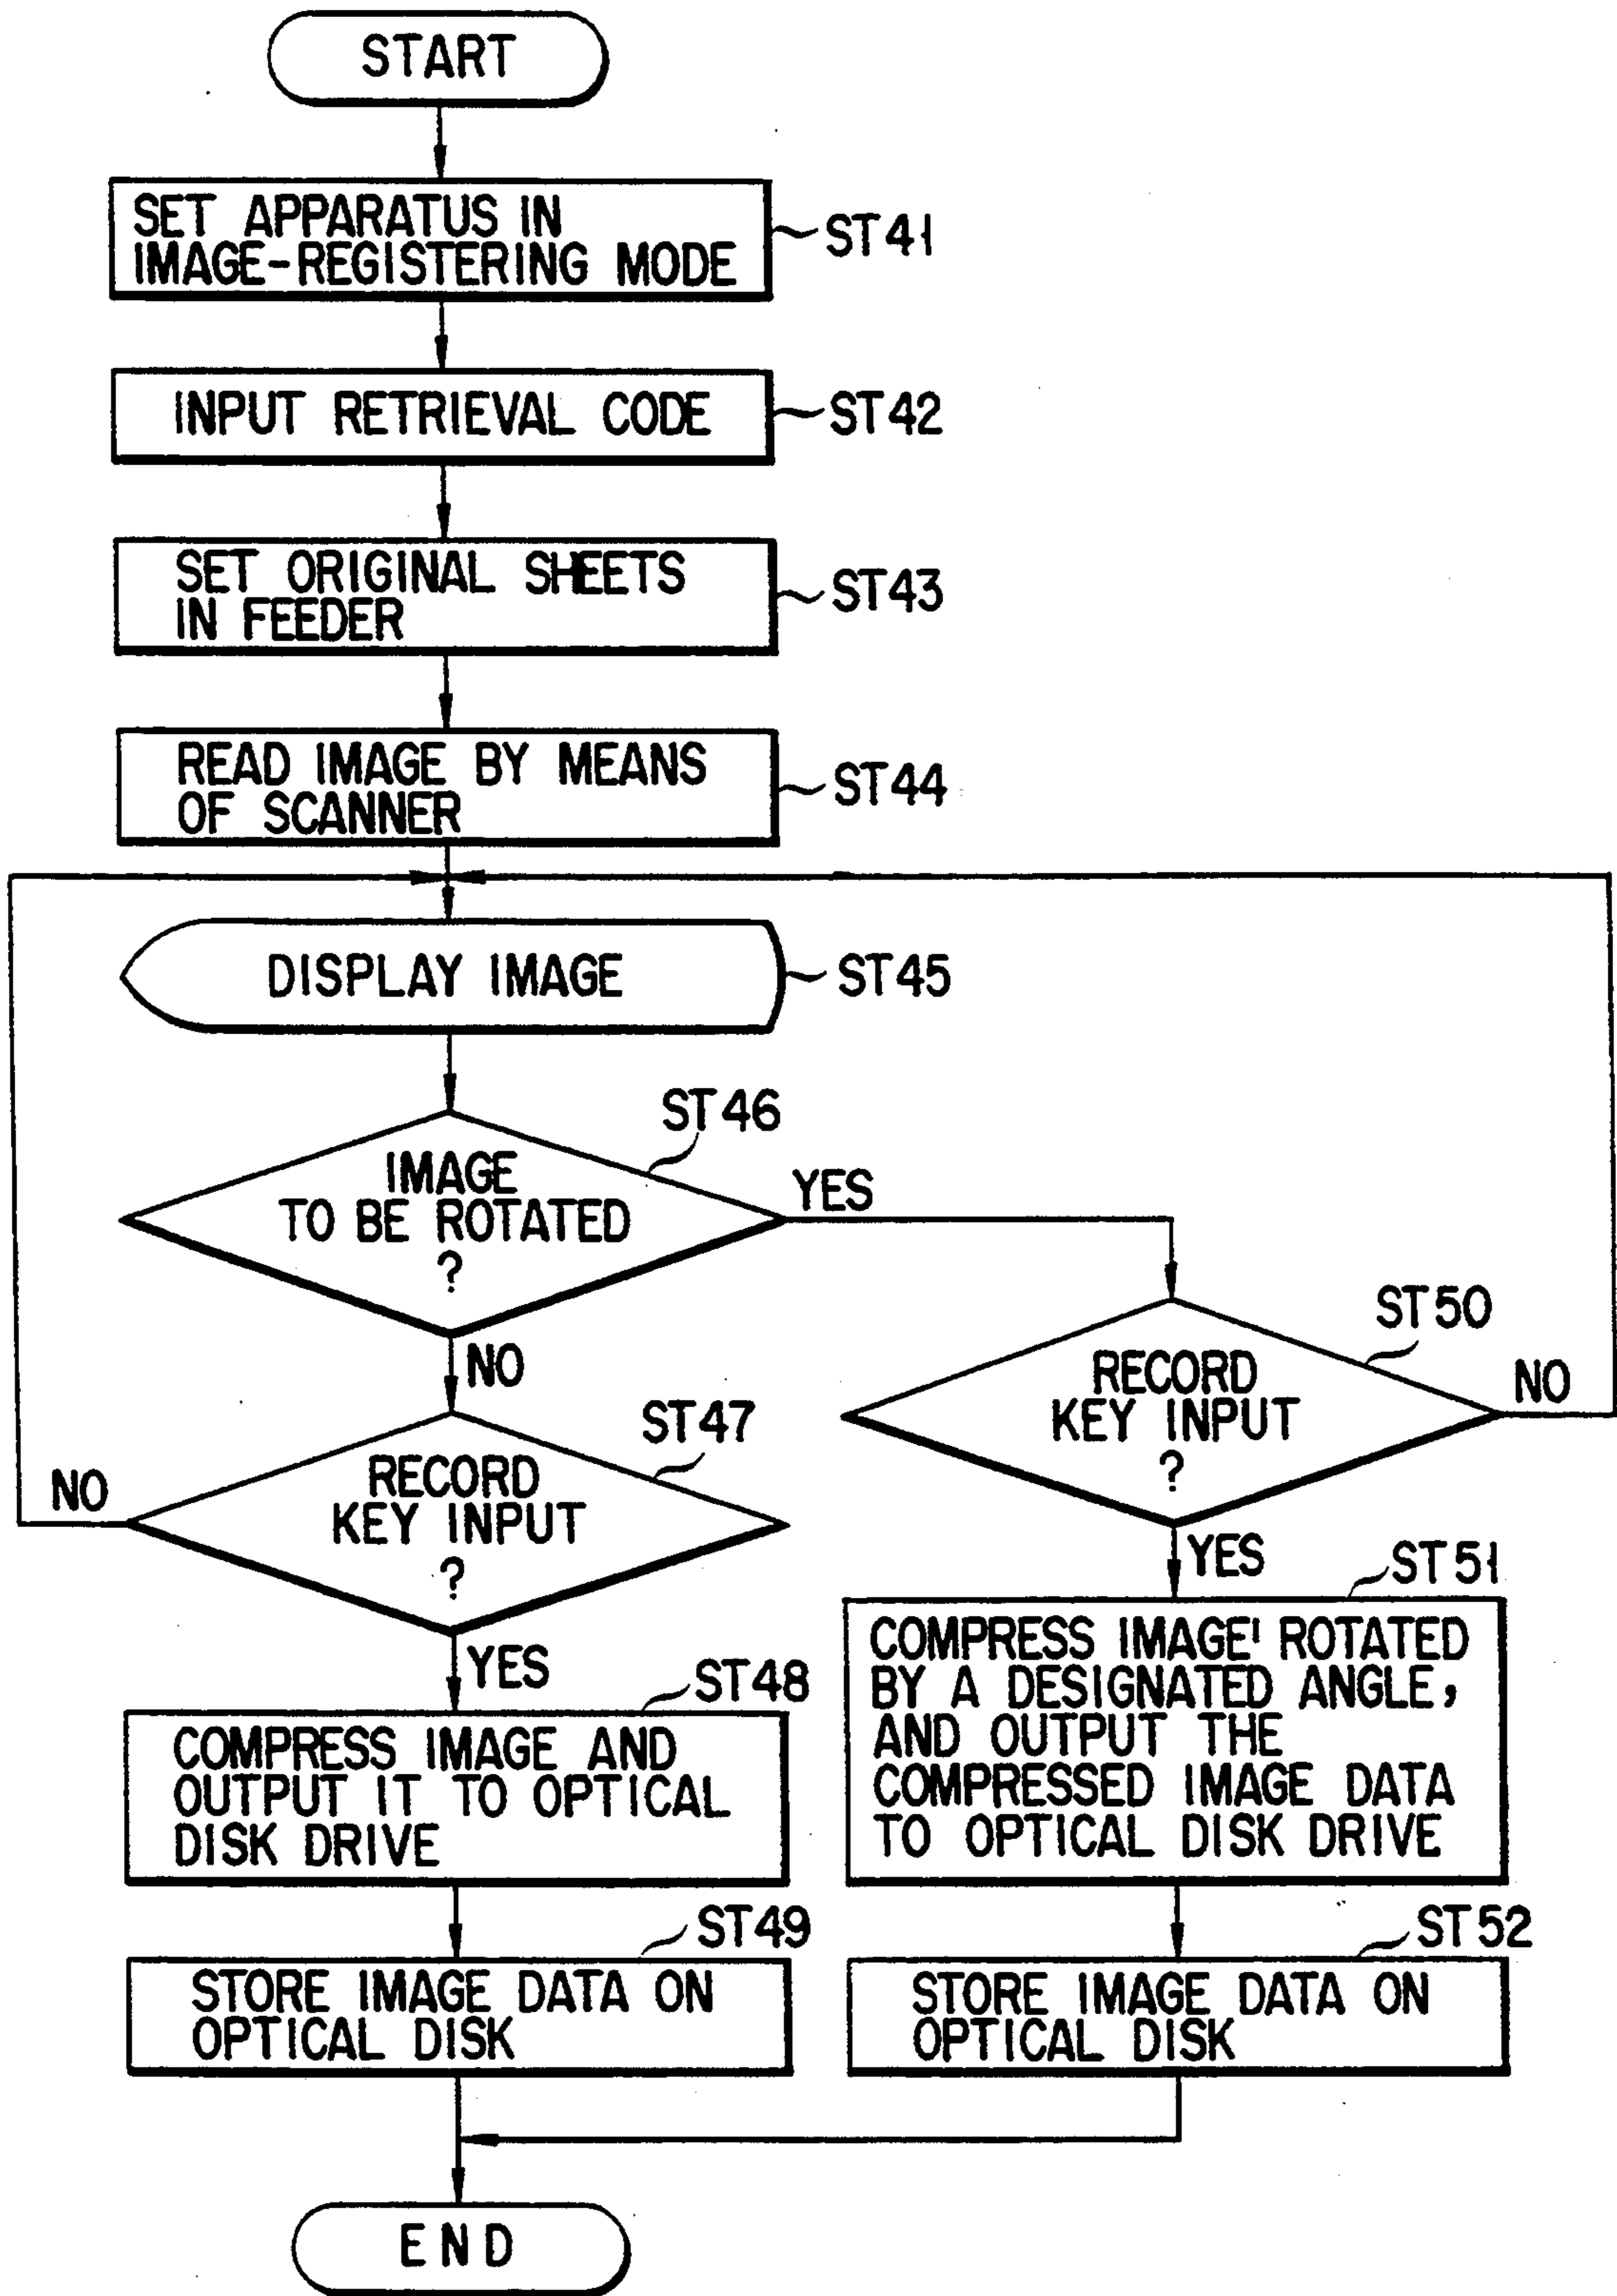 START
SET APPARATUS IN
IMAGE-REGISTERING MODE
ST41
INPUT RETRIEVAL CODE
ST42
SET ORIGINAL SHEETS
IN FEEDER
ST43
READ IMAGE BY MEANS
OF SCANNER
ST44
DISPLAY IMAGE
ST45
ST46
IMAGE
TO BE ROTATED
?
YES
NO
ST50
RECORD
KEY INPUT
?
NO
ST47
RECORD
KEY INPUT
?
NO
YES
YES
ST48
COMPRESS IMAGE AND
OUTPUT IT TO OPTICAL
DISK DRIVE
ST51
COMPRESS IMAGE ROTATED
BY A DESIGNATED ANGLE,
AND OUTPUT THE
COMPRESSED IMAGE DATA
TO OPTICAL DISK DRIVE
ST49
STORE IMAGE DATA ON
OPTICAL DISK
ST52
STORE IMAGE DATA ON
OPTICAL DISK
END